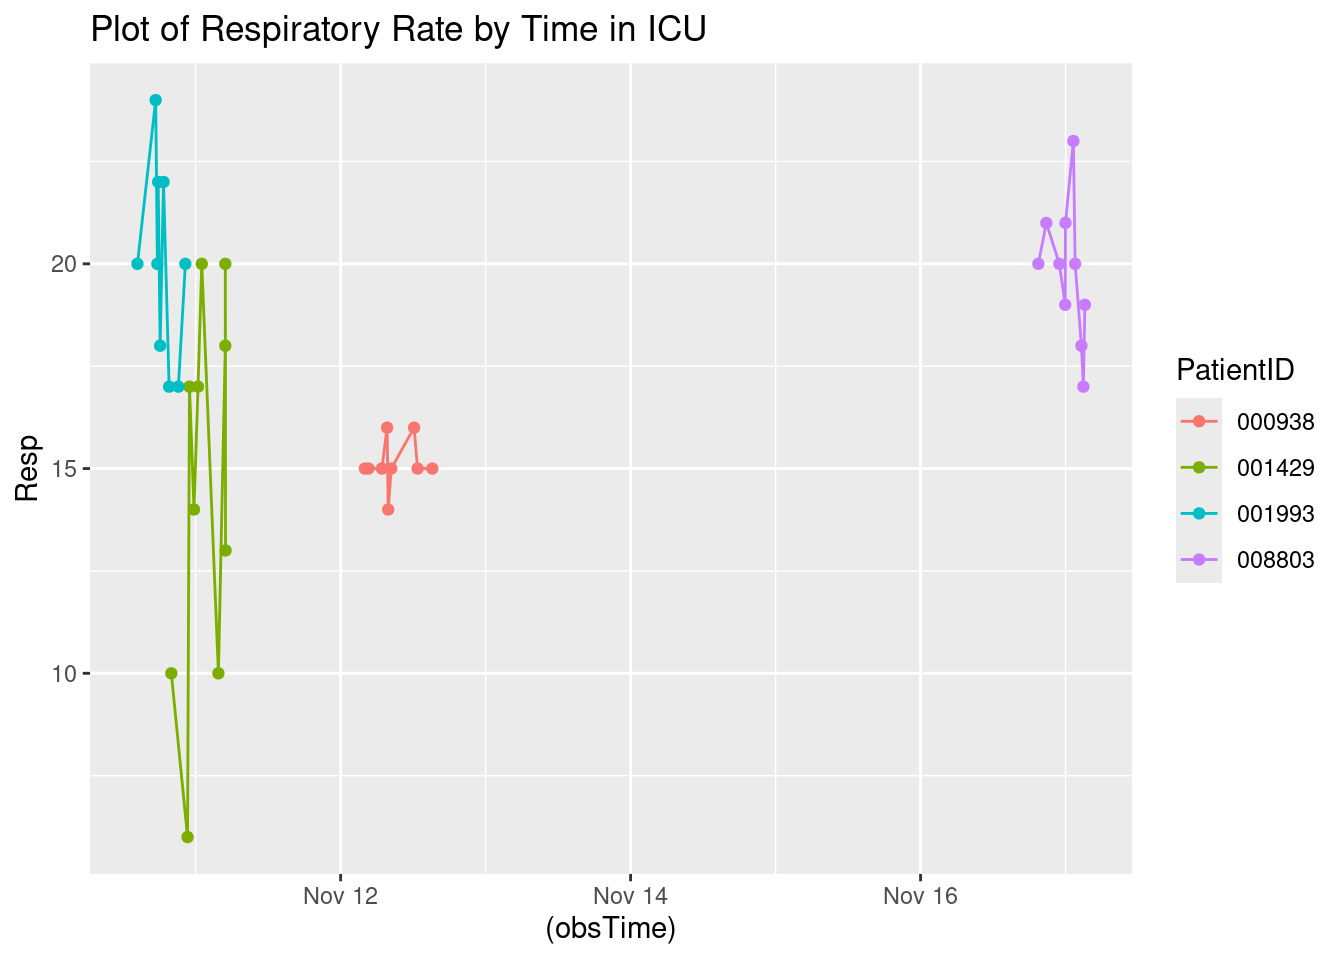 Plot of Respiratory Rate by Time in ICU
20
15
10
Resp
Nov 12
Nov 14
Nov 16
(obsTime)
PatientID
000938
001429
001993
008803